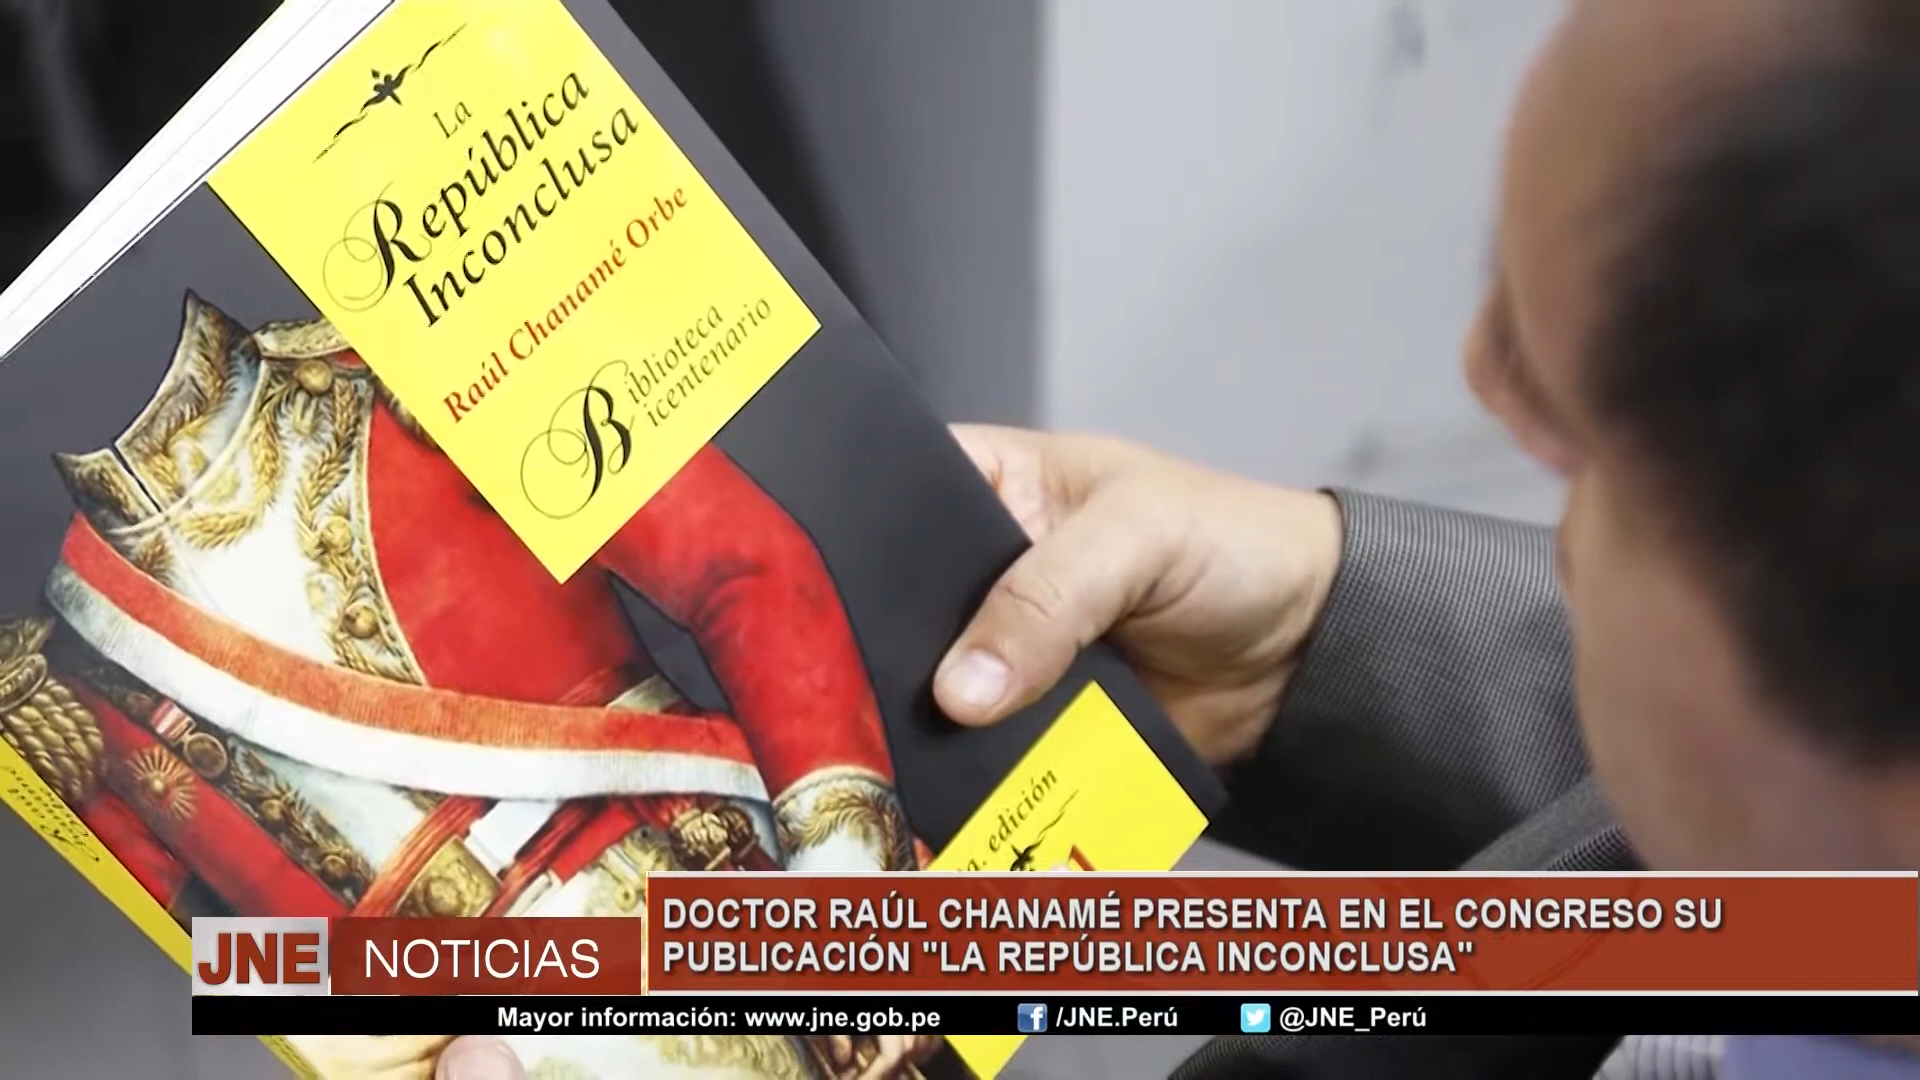 La
República
Inconclusa
Raúl Chanamé Orbe
Biblioteca
Bicentenario
edición
JNE NOTICIAS
DOCTOR RAÚL CHANAMÉ PRESENTA EN EL CONGRESO SU
PUBLICACIÓN "LA REPÚBLICA INCONCLUSA"
Mayor información: www.jne.gob.pe /JNE.Perú @JNE_Perú